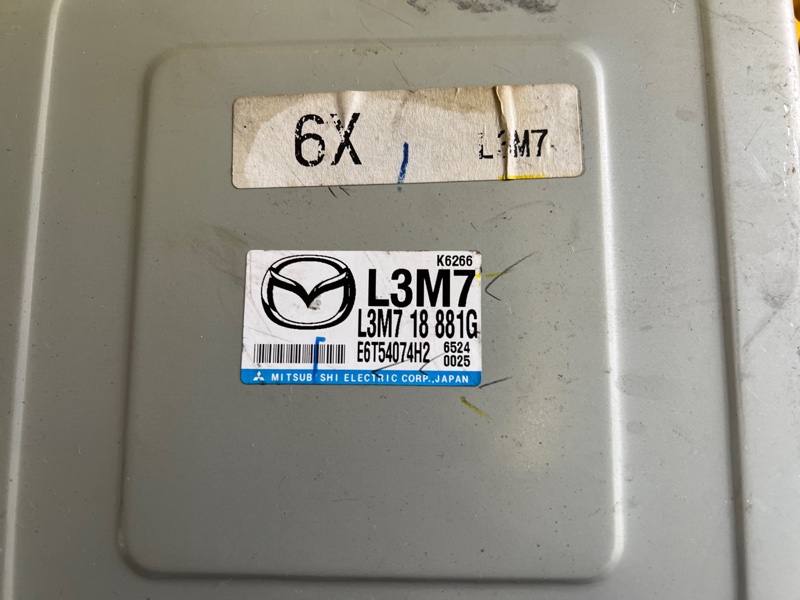 6X L3M7
K6266
L3M7
L3M7 18 881G
E6T54074H2 6524
0025
MITSUBISHI ELECTRIC CORP.,JAPAN